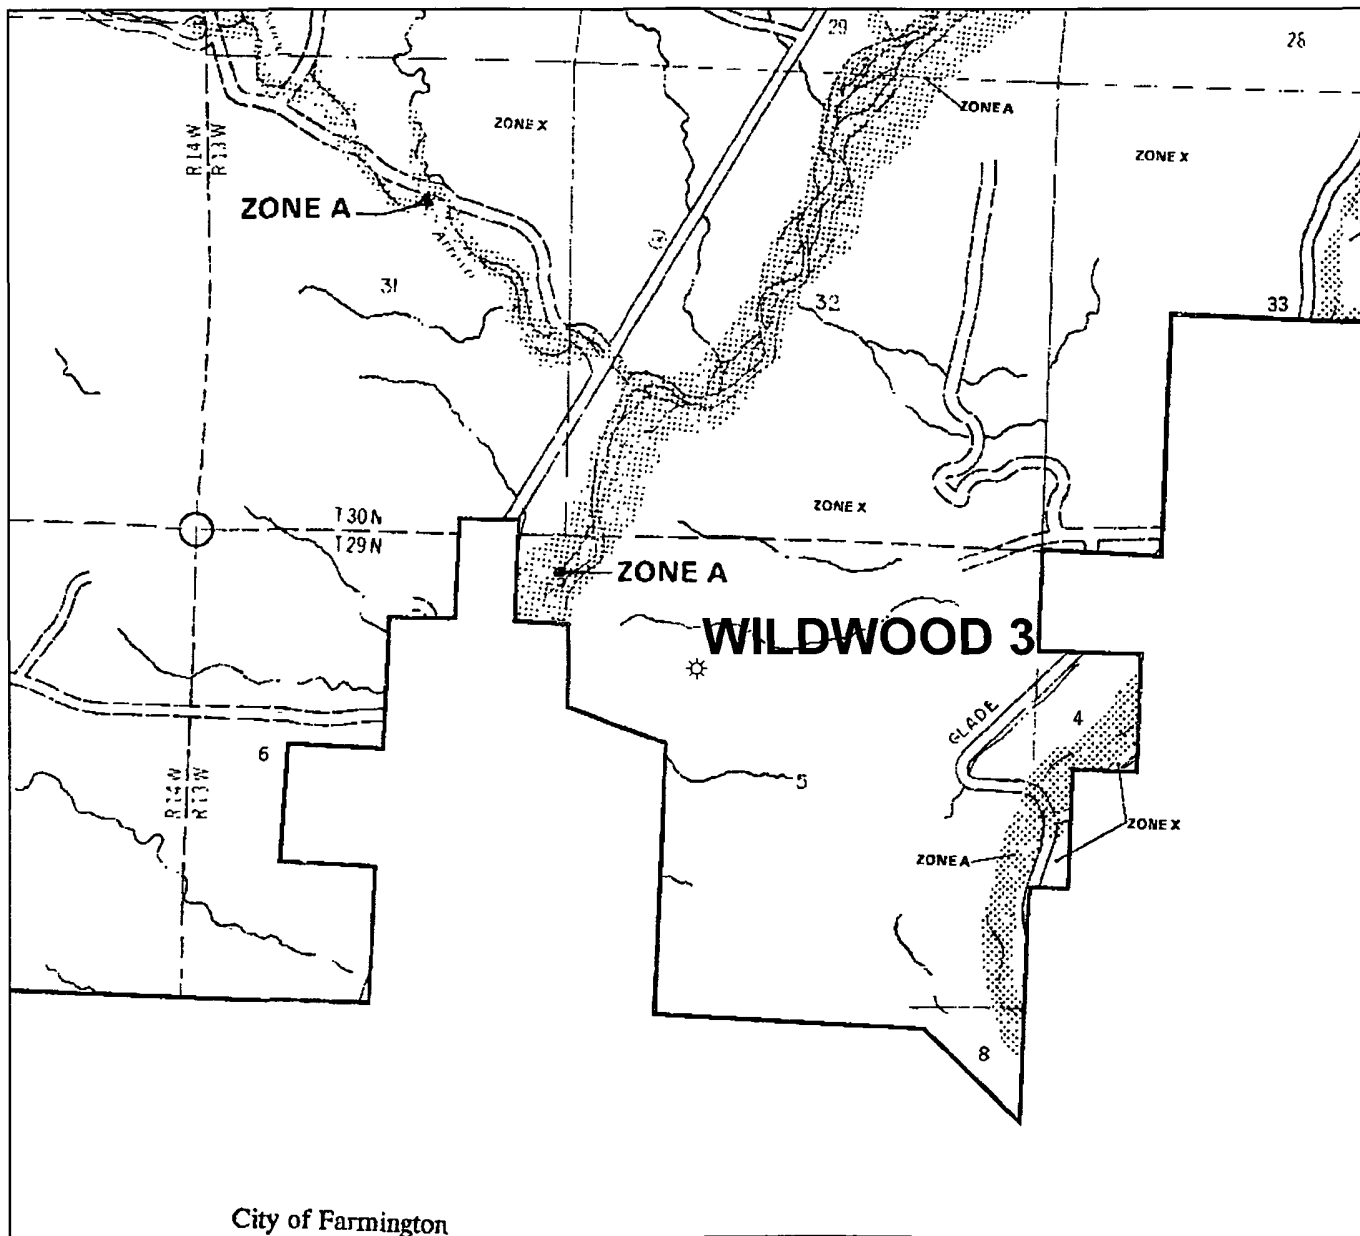 29
28
ZONE A
ZONE X
ZONE X
R14W
R13W
ZONE A
31
32
33
ZONE X
T30N
T29N
ZONE A
WILDWOOD 3
GLADE
4
6
5
R14W
R13W
ZONE X
ZONE A
8
City of Farmington